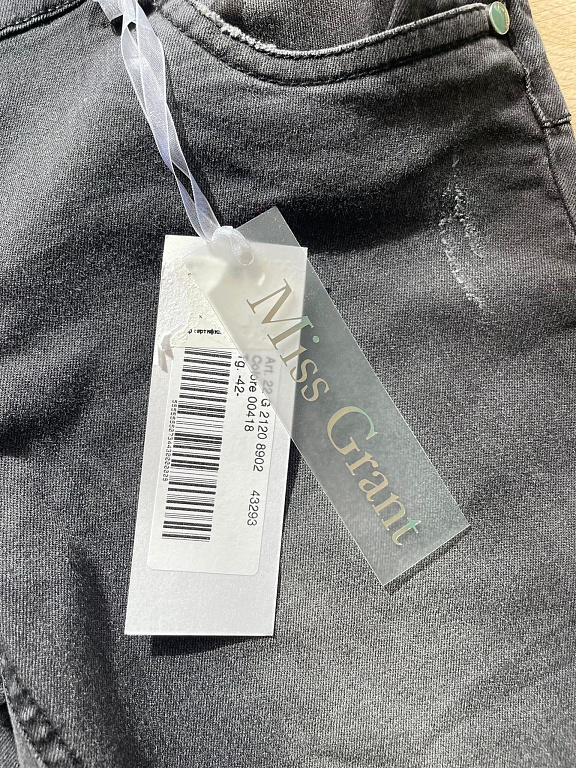 Miss Grant
Art. 22 G 2120 8902
Colore 00418 43293
Tg. -42-